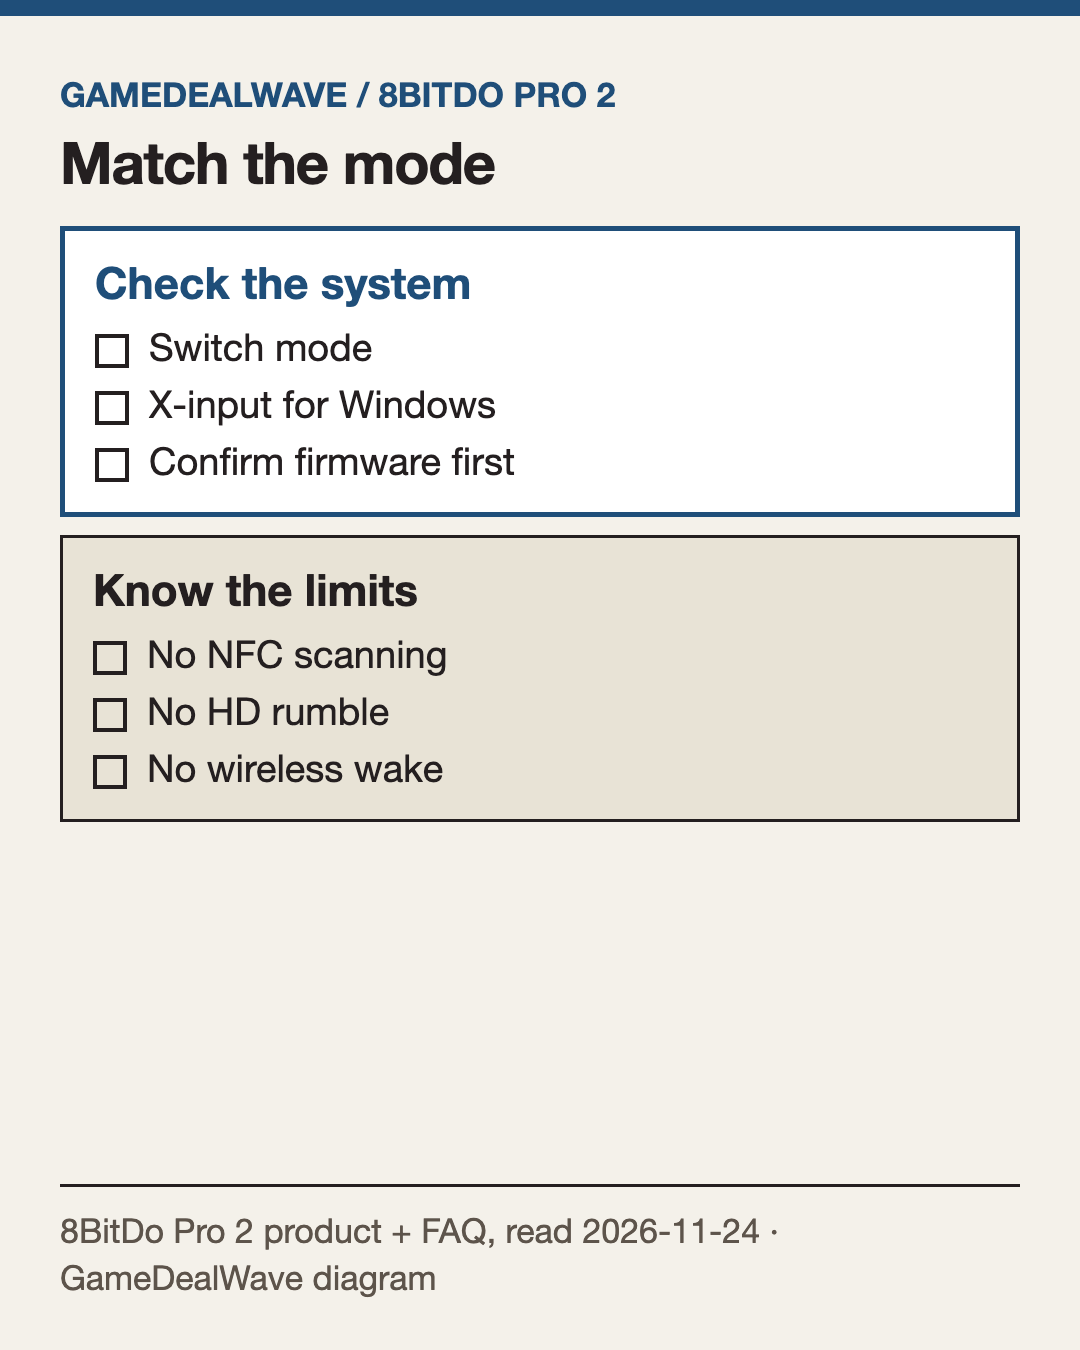 GAMEDEALWAVE / 8BITDO PRO 2
Match the mode
Check the system
Switch mode
X-input for Windows
Confirm firmware first
Know the limits
No NFC scanning
No HD rumble
No wireless wake
8BitDo Pro 2 product + FAQ, read 2026-11-24 ·
GameDealWave diagram